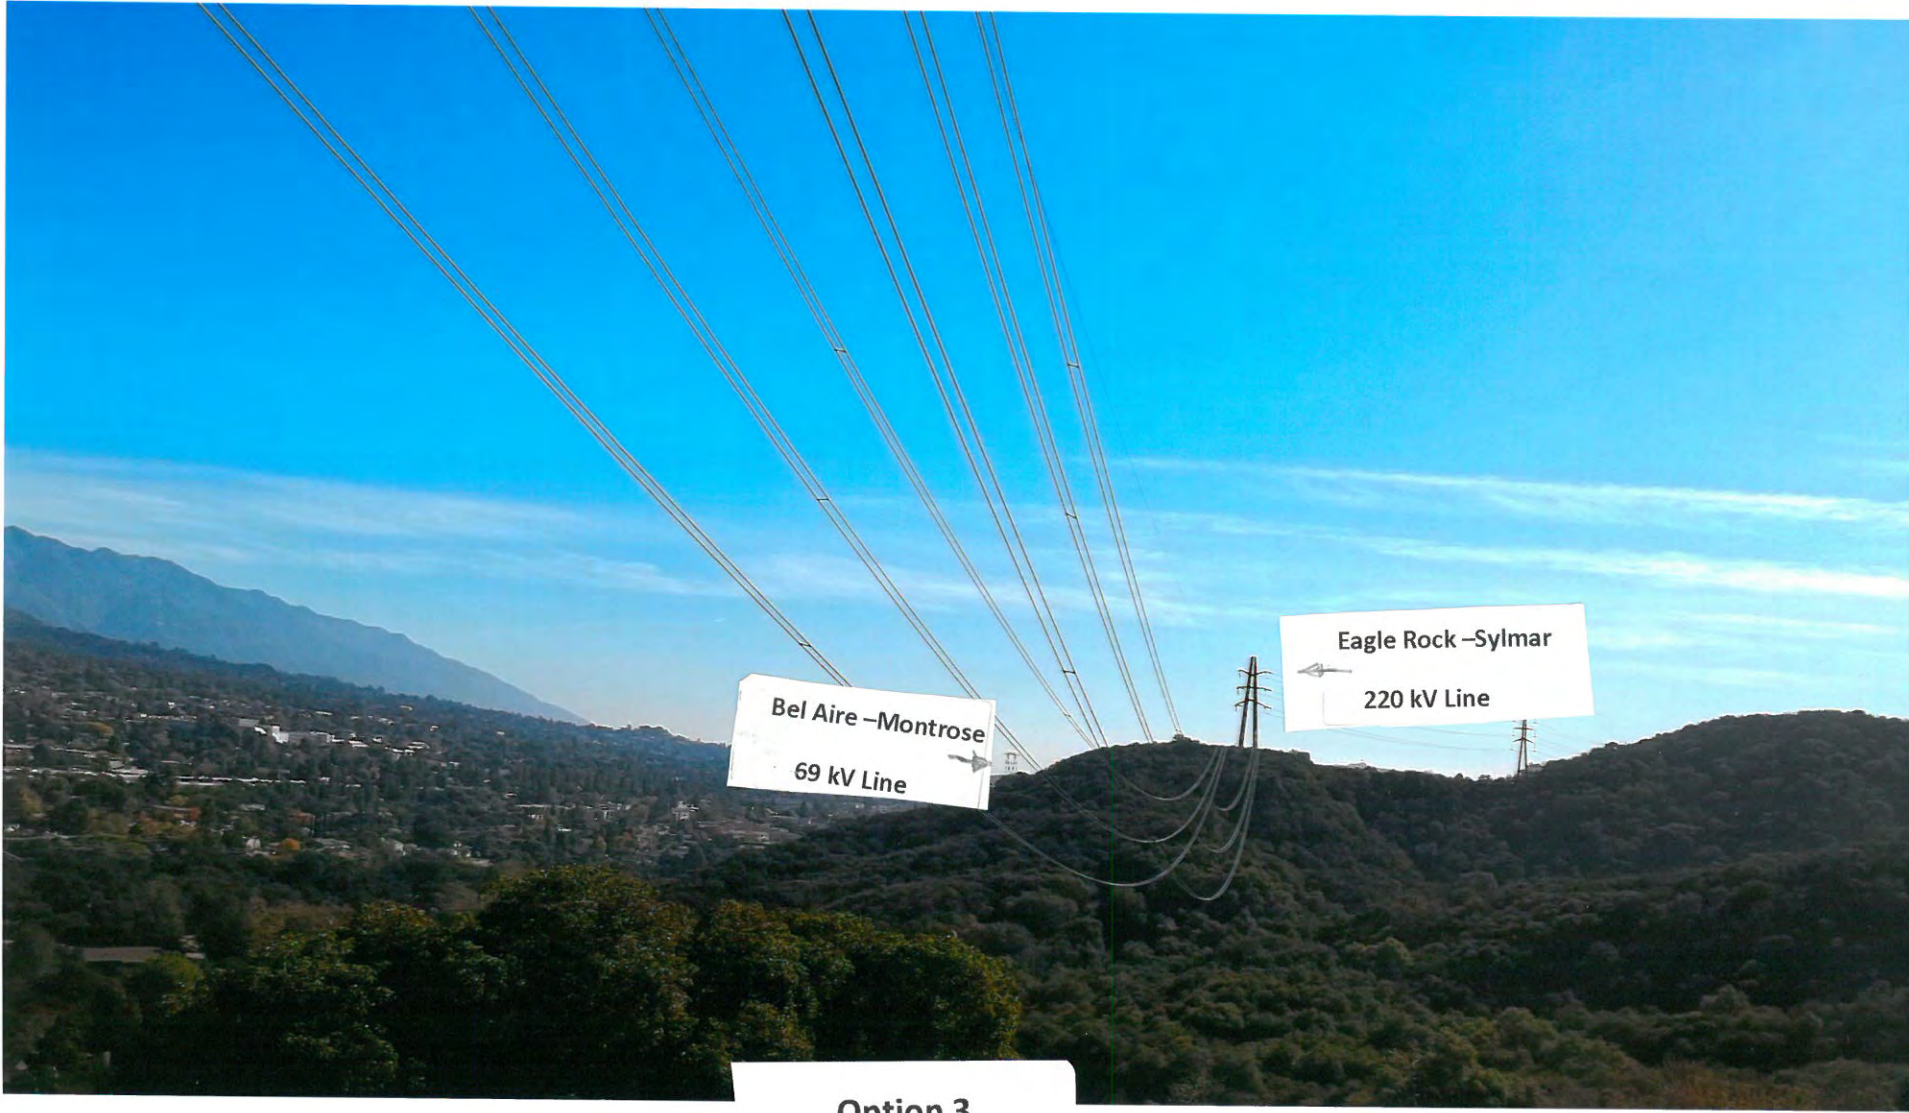 Eagle Rock –Sylmar
220 kV Line
Bel Aire –Montrose
69 kV Line
Option 3